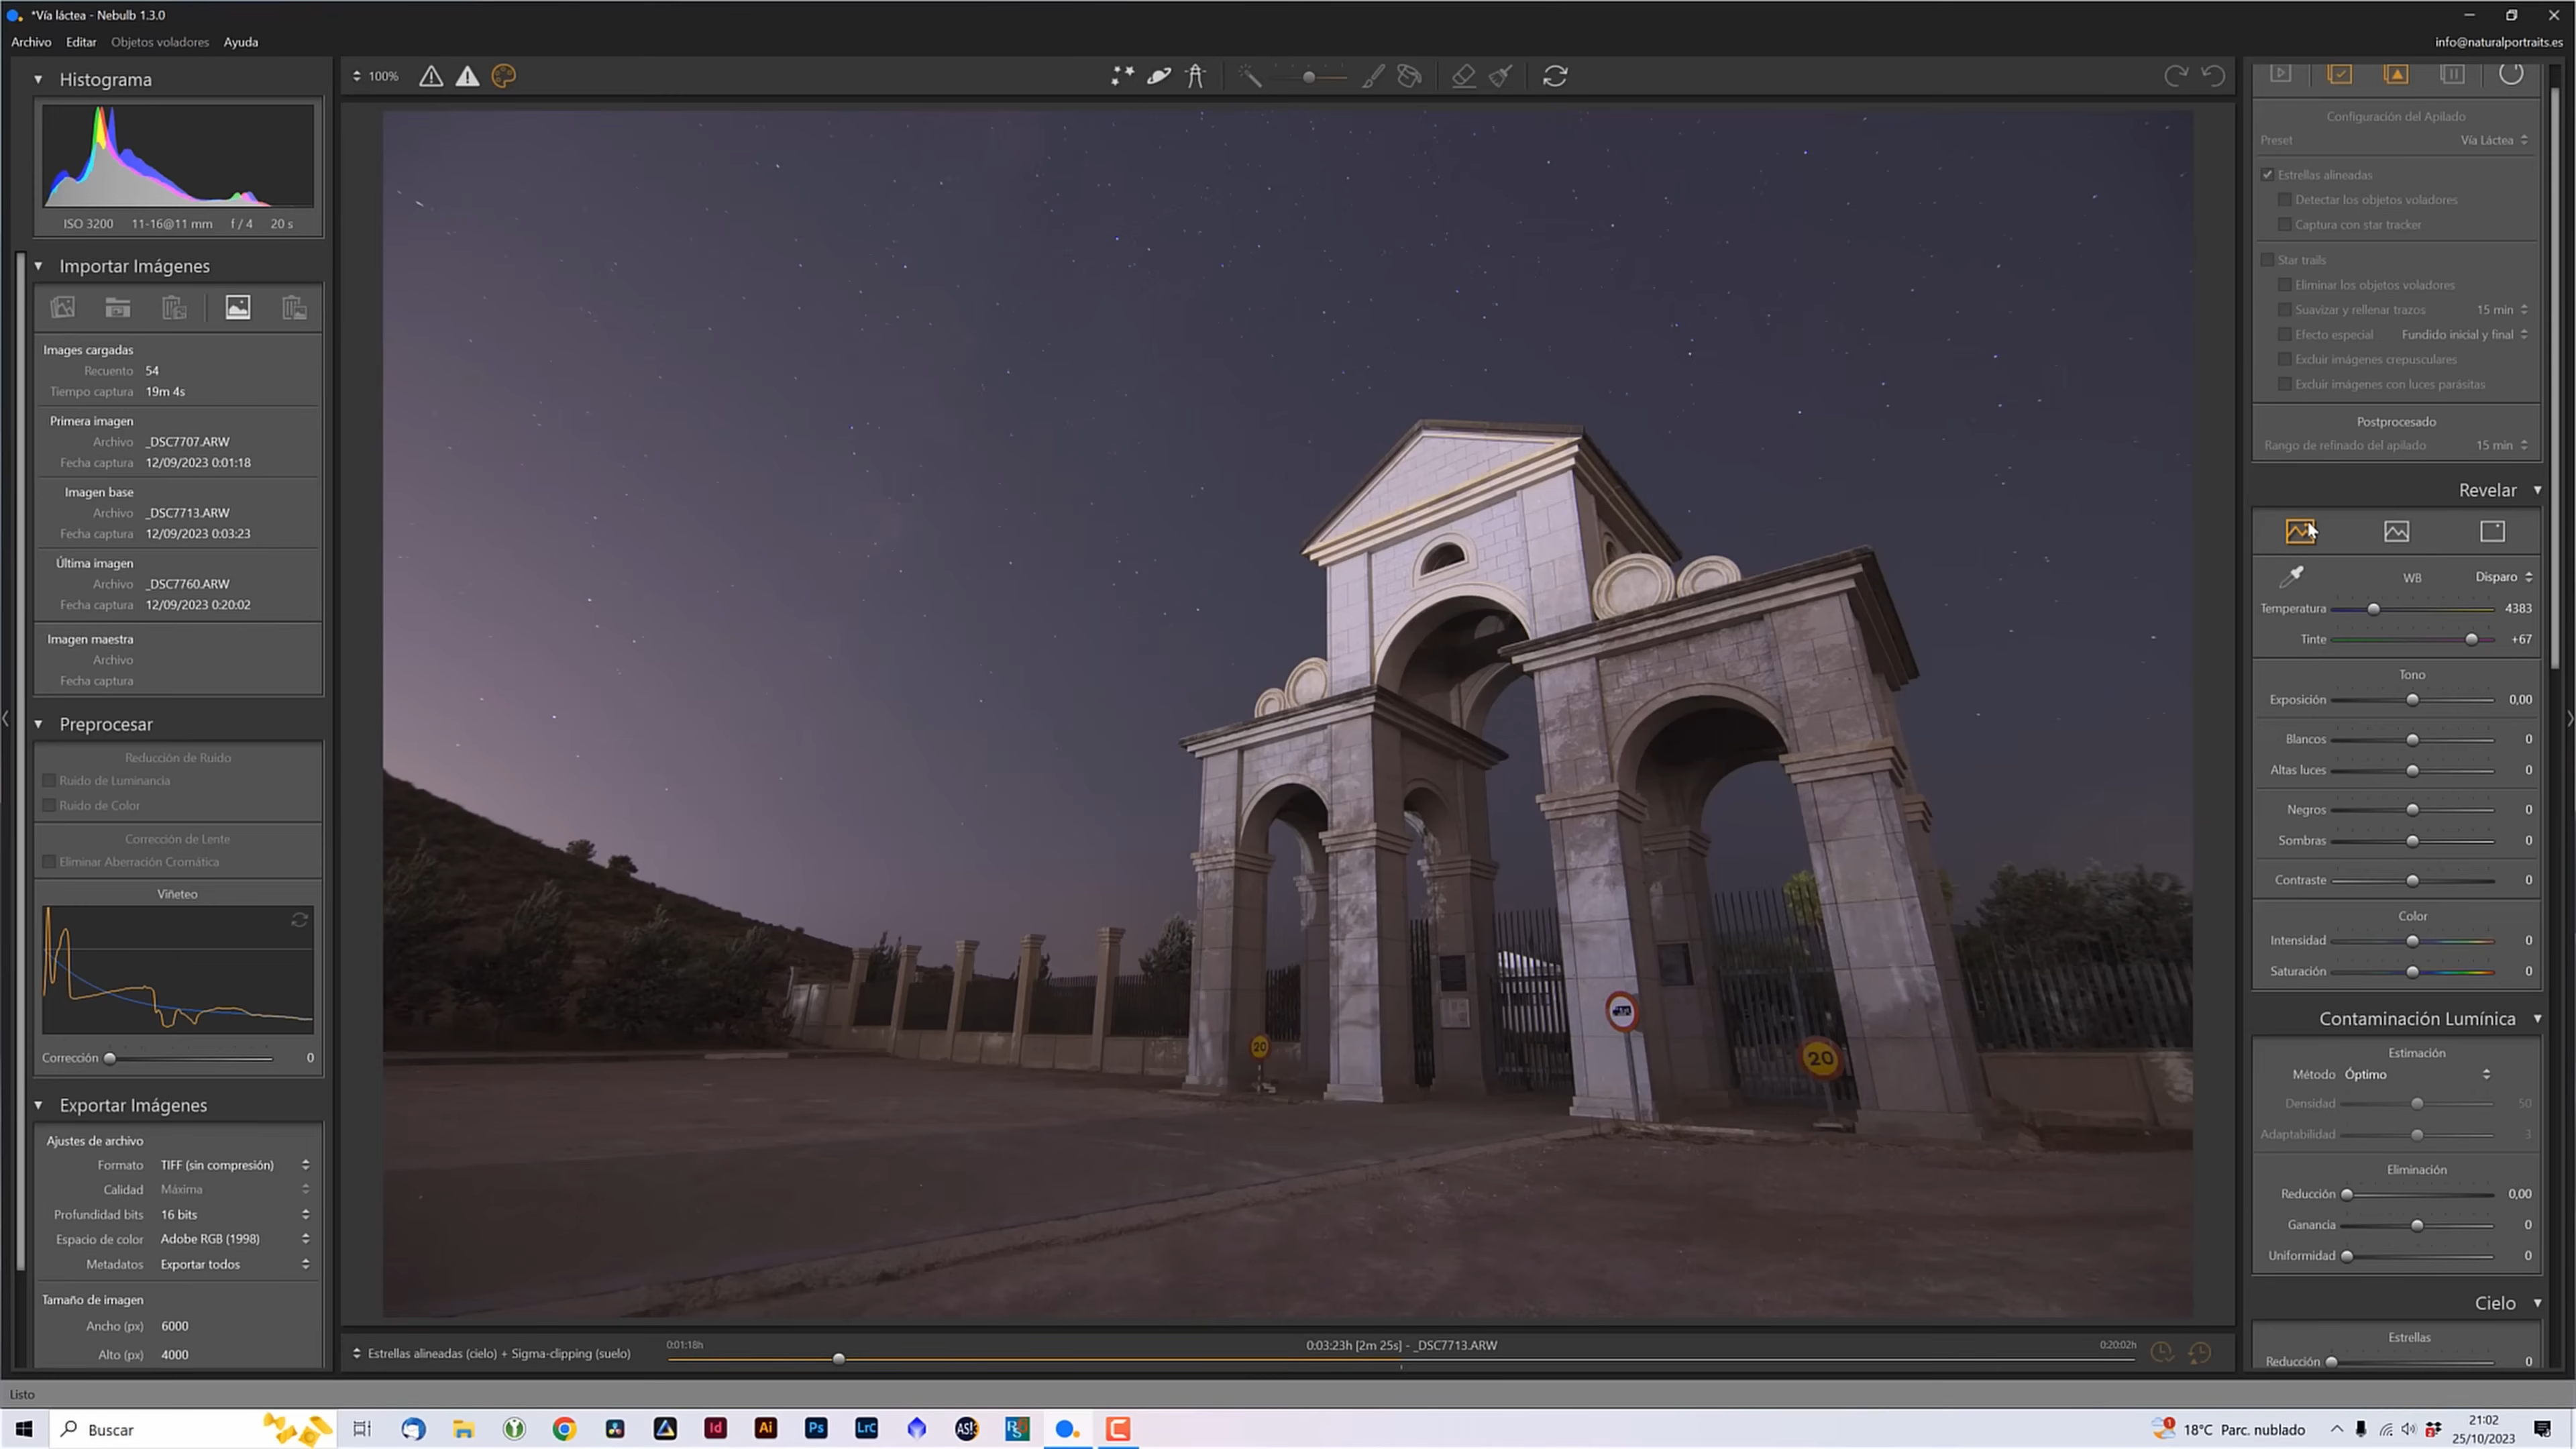 *Vía láctea - Nebulb 1.3.0
Archivo Editar Objetos voladores Ayuda
info@naturalportraits.es
Histograma
ISO 3200 11-16@11 mm f / 4 20 s
Importar Imágenes
Images cargadas
Recuento 54
Tiempo captura 19m 4s
Primera imagen
Archivo _DSC7707.ARW
Fecha captura 12/09/2023 0:01:18
Imagen base
Archivo _DSC7713.ARW
Fecha captura 12/09/2023 0:03:23
Última imagen
Archivo _DSC7760.ARW
Fecha captura 12/09/2023 0:20:02
Imagen maestra
Archivo
Fecha captura
Preprocesar
Reducción de Ruido
Ruido de Luminancia
Ruido de Color
Corrección de Lente
Eliminar Aberración Cromática
Viñeteo
Corrección 0
Exportar Imágenes
Ajustes de archivo
Formato TIFF (sin compresión)
Calidad Máxima
Profundidad bits 16 bits
Espacio de color Adobe RGB (1998)
Metadatos Exportar todos
Tamaño de imagen
Ancho (px) 6000
Alto (px) 4000
100%
20
20
Estrellas alineadas (cielo) + Sigma-clipping (suelo)
0:01:18h
0:03:23h [2m 25s] - _DSC7713.ARW
0:20:02h
Configuración del Apilado
Preset Vía Láctea
Estrellas alineadas
Detectar los objetos voladores
Captura con star tracker
Star trails
Eliminar los objetos voladores
Suavizar y rellenar trazos 15 min
Efecto especial Fundido inicial y final
Excluir imágenes crepusculares
Excluir imágenes con luces parásitas
Postprocesado
Rango de refinado del apilado 15 min
Revelar
WB Disparo
Temperatura 4383
Tinte +67
Tono
Exposición 0,00
Blancos 0
Altas luces 0
Negros 0
Sombras 0
Contraste 0
Color
Intensidad 0
Saturación 0
Contaminación Lumínica
Estimación
Método Óptimo
Densidad 50
Adaptabilidad 3
Eliminación
Reducción 0,00
Ganancia 0
Uniformidad 0
Cielo
Estrellas
Reducción 0
Listo
Buscar
Id
Ai
Ps
LrC
AS!3
1
18°C Parc. nublado
21:02
25/10/2023